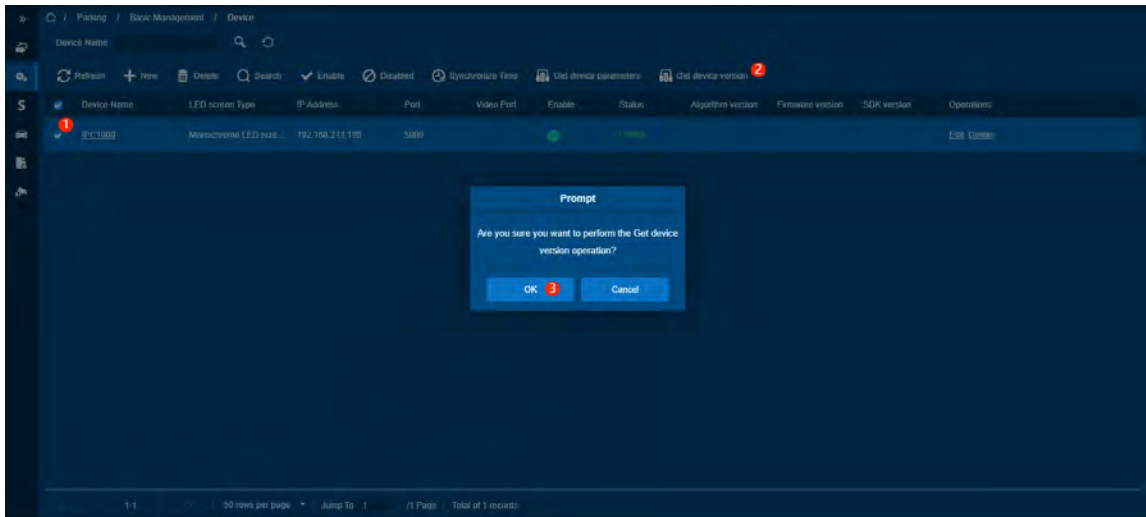 / Parking / Basic Management / Device
Device Name
Refresh New Delete Search Enable Disabled Synchronize Time Get device parameters Get device version 2
Device Name LED screen Type IP Address Port Video Port Enable Status Algorithm version Firmware version SDK version Operations
1
IPC1000 Monochrome LED scre... 5000 Edit Delete
Prompt
Are you sure you want to perform the Get device
version operation?
OK 3 Cancel
1-1 50 rows per page Jump To 1 /1 Page Total of 1 records